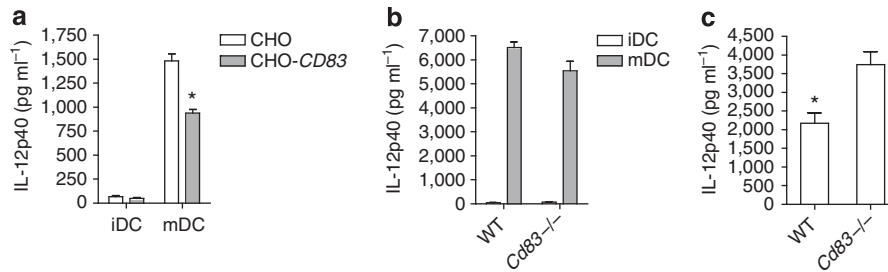 a
IL-12p40 (pg ml−1)
1,750
1,500
1,250
1,000
750
500
250
0
*
iDC
mDC
CHO
CHO-CD83
b
IL-12p40 (pg ml−1)
7,000
6,000
5,000
4,000
3,000
2,000
1,000
0
WT
Cd83−/−
iDC
mDC
c
IL-12p40 (pg ml−1)
4,500
4,000
3,500
3,000
2,500
2,000
1,500
1,000
500
0
*
WT
Cd83−/−